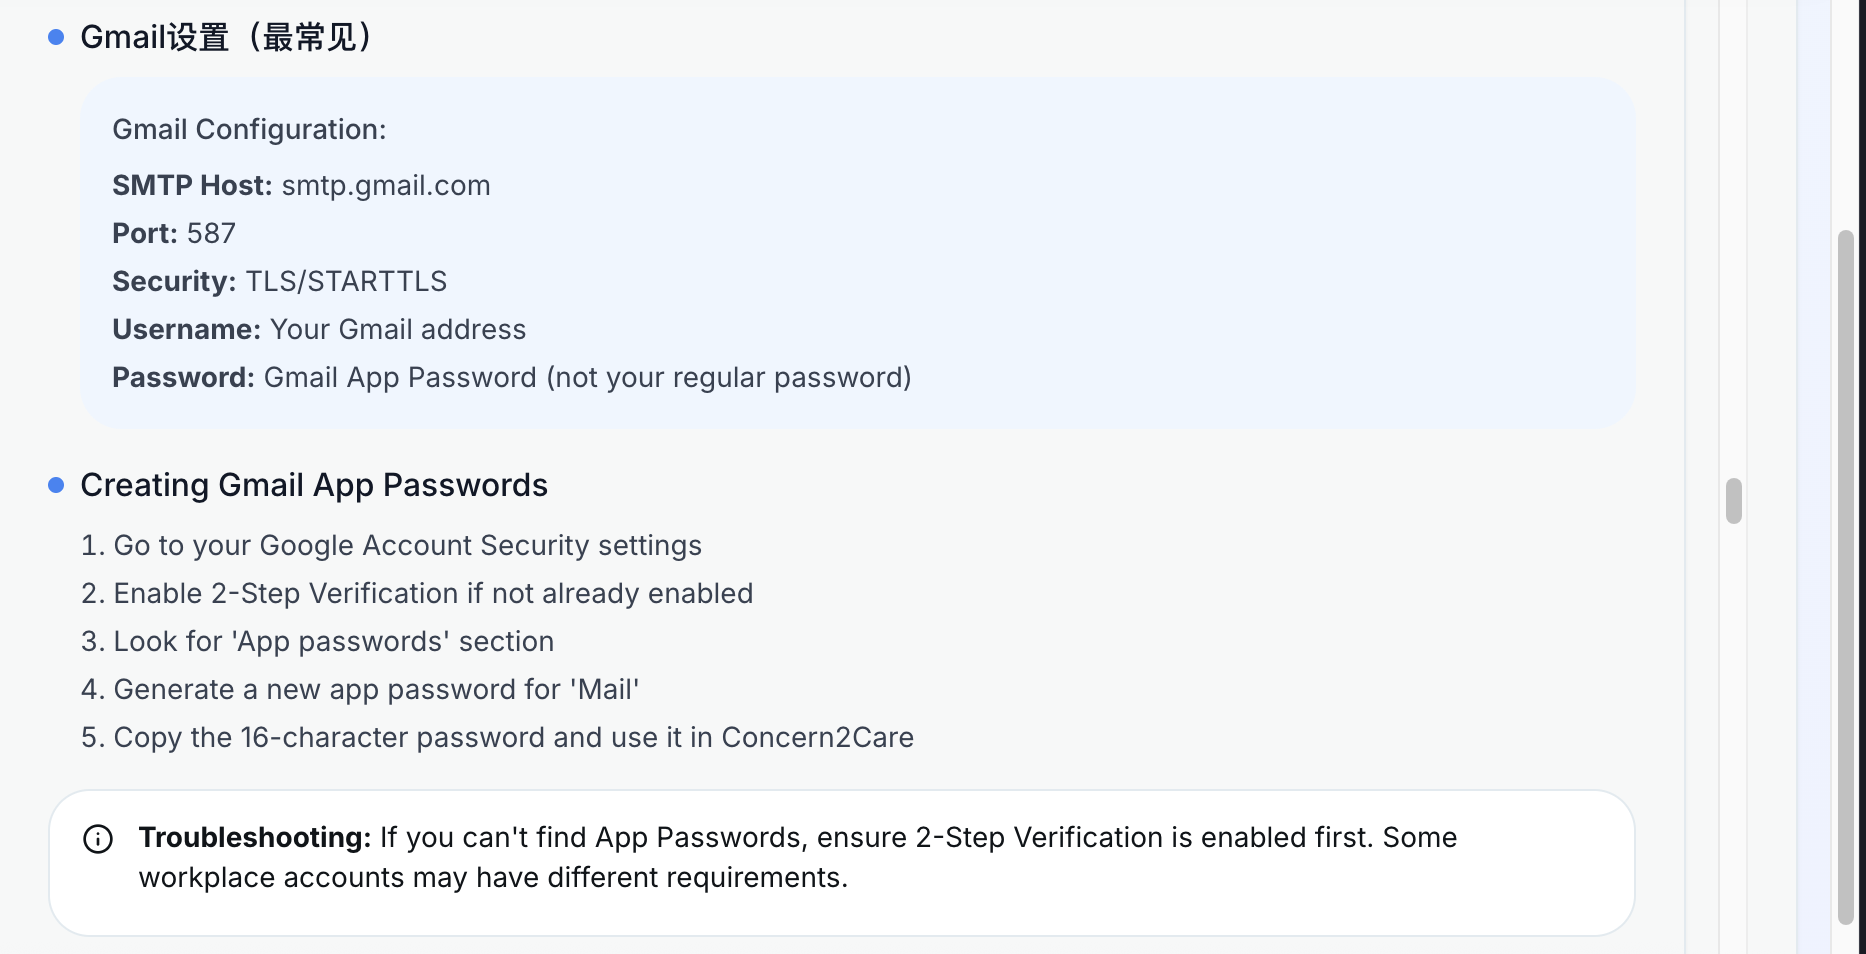 Gmail设置（最常见）
Gmail Configuration:
SMTP Host: smtp.gmail.com
Port: 587
Security: TLS/STARTTLS
Username: Your Gmail address
Password: Gmail App Password (not your regular password)
Creating Gmail App Passwords
1. Go to your Google Account Security settings
2. Enable 2-Step Verification if not already enabled
3. Look for 'App passwords' section
4. Generate a new app password for 'Mail'
5. Copy the 16-character password and use it in Concern2Care
Troubleshooting: If you can't find App Passwords, ensure 2-Step Verification is enabled first. Some
workplace accounts may have different requirements.